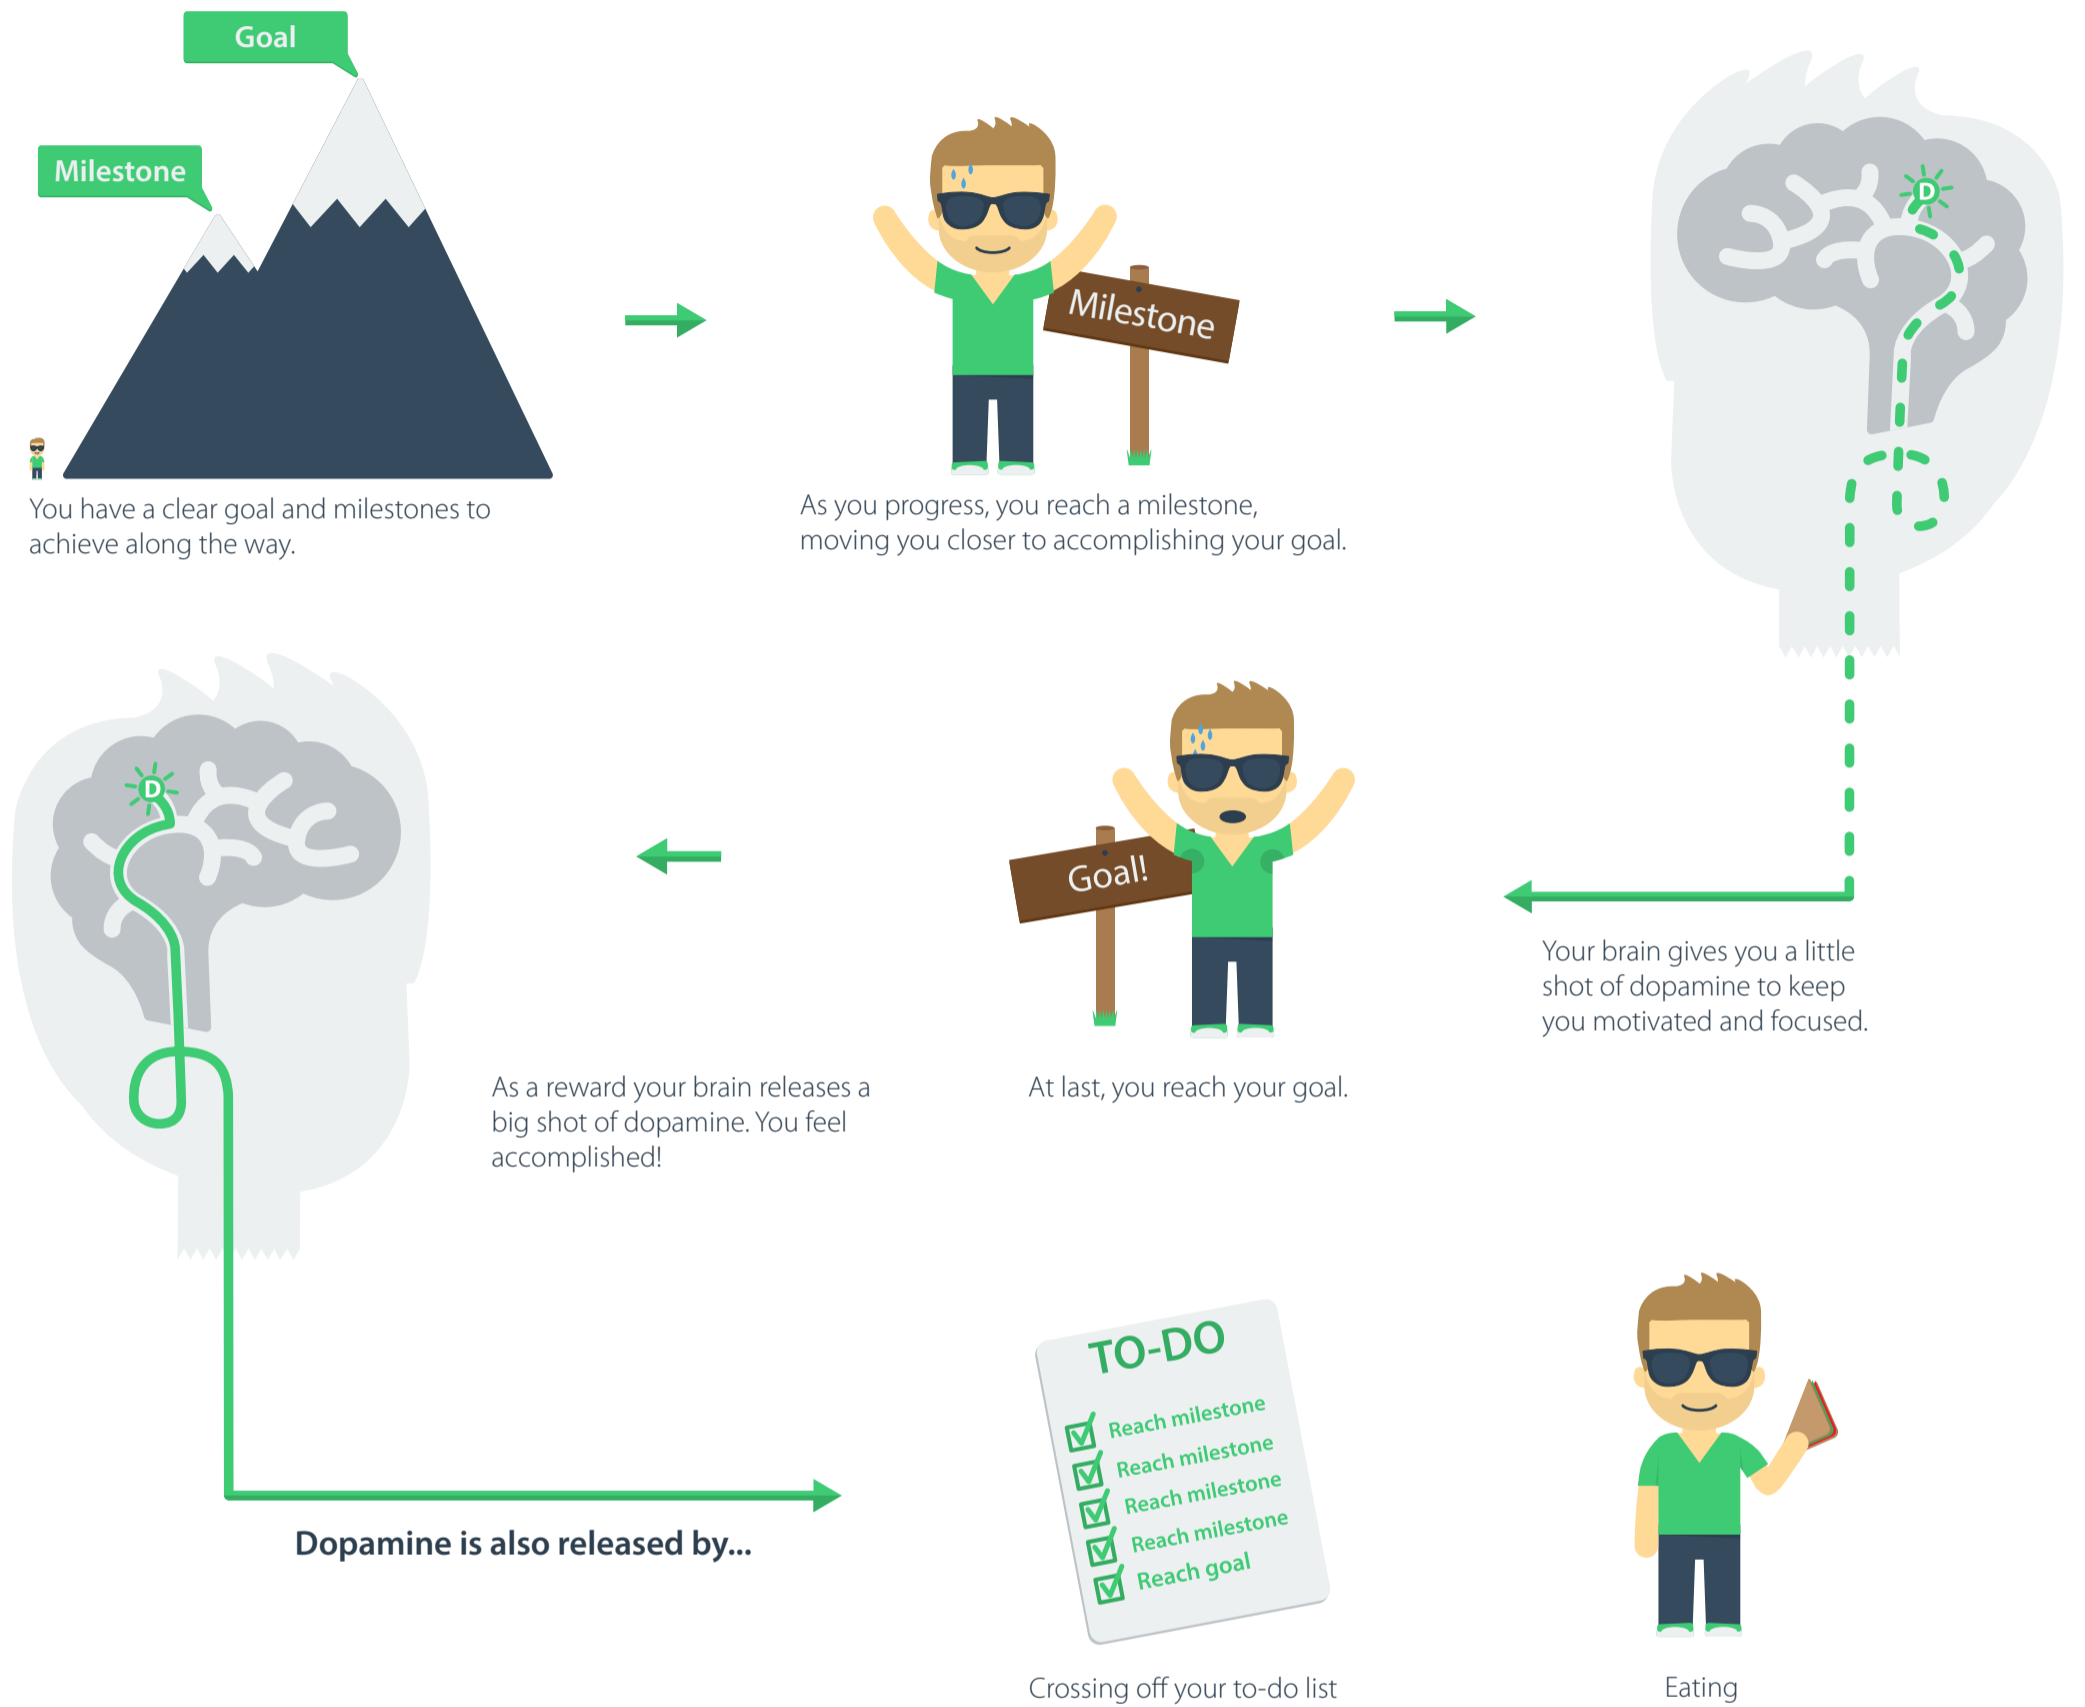 Goal
Milestone
You have a clear goal and milestones to
achieve along the way.
Milestone
As you progress, you reach a milestone,
moving you closer to accomplishing your goal.
D
Your brain gives you a little
shot of dopamine to keep
you motivated and focused.
Goal!
At last, you reach your goal.
D
As a reward your brain releases a
big shot of dopamine. You feel
accomplished!
Dopamine is also released by...
TO-DO
Reach milestone
Reach milestone
Reach milestone
Reach milestone
Reach goal
Crossing off your to-do list
Eating